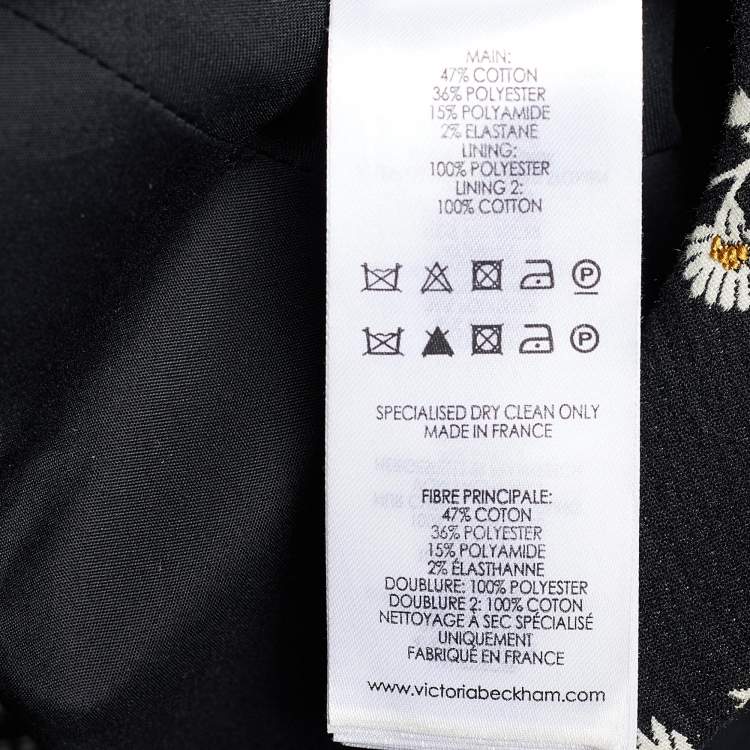 MAIN:
47% COTTON
36% POLYESTER
15% POLYAMIDE
2% ELASTANE
LINING:
100% POLYESTER
LINING 2:
100% COTTON
P
P
SPECIALISED DRY CLEAN ONLY
MADE IN FRANCE
FIBRE PRINCIPALE:
47% COTON
36% POLYESTER
15% POLYAMIDE
2% ÉLASTHANNE
DOUBLURE: 100% POLYESTER
DOUBLURE 2: 100% COTON
NETTOYAGE À SEC SPÉCIALISÉ
UNIQUEMENT
FABRIQUÉ EN FRANCE
www.victoriabeckham.com